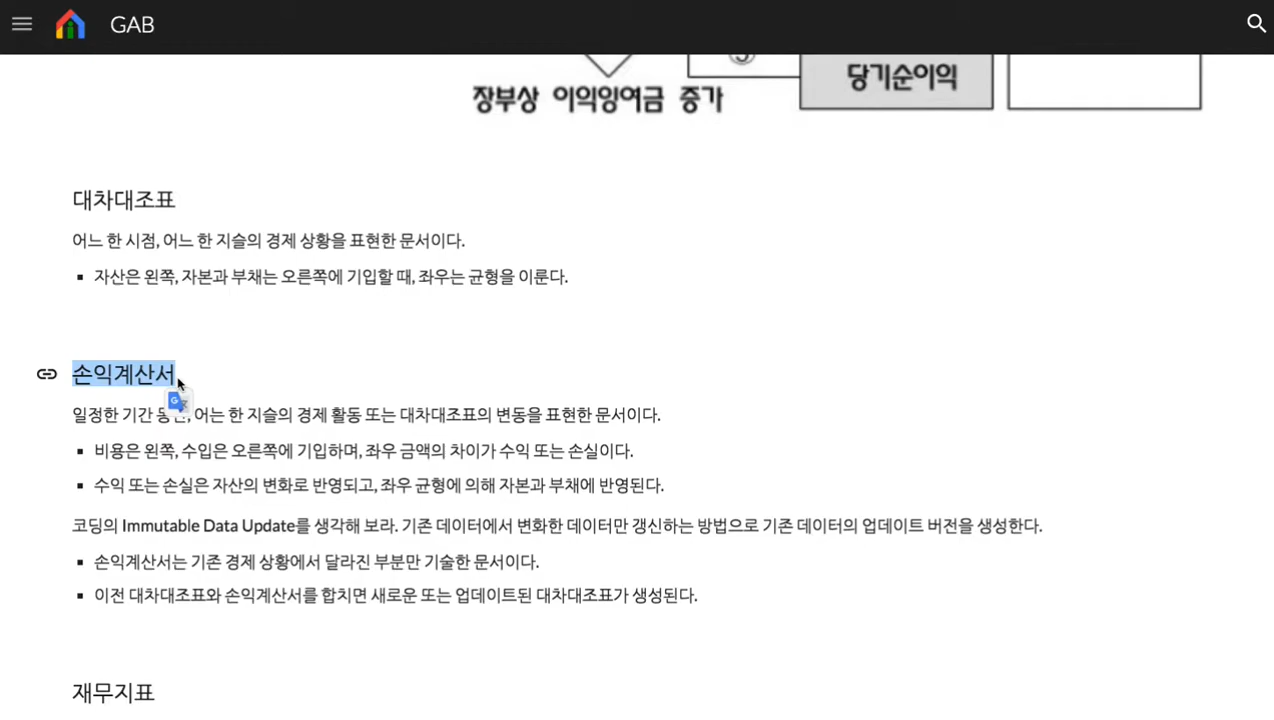 GAB
당기순이익
장부상 이익잉여금 증가
대차대조표
어느 한 시점, 어느 한 지슬의 경제 상황을 표현한 문서이다.
▪ 자산은 왼쪽, 자본과 부채는 오른쪽에 기입할 때, 좌우는 균형을 이룬다.
손익계산서
일정한 기간 어는 한 지슬의 경제 활동 또는 대차대조표의 변동을 표현한 문서이다.
▪ 비용은 왼쪽, 수입은 오른쪽에 기입하며, 좌우 금액의 차이가 수익 또는 손실이다.
▪ 수익 또는 손실은 자산의 변화로 반영되고, 좌우 균형에 의해 자본과 부채에 반영된다.
코딩의 Immutable Data Update를 생각해 보라. 기존 데이터에서 변화한 데이터만 갱신하는 방법으로 기존 데이터의 업데이트 버전을 생성한다.
▪ 손익계산서는 기존 경제 상황에서 달라진 부분만 기술한 문서이다.
▪ 이전 대차대조표와 손익계산서를 합치면 새로운 또는 업데이트된 대차대조표가 생성된다.
재무지표